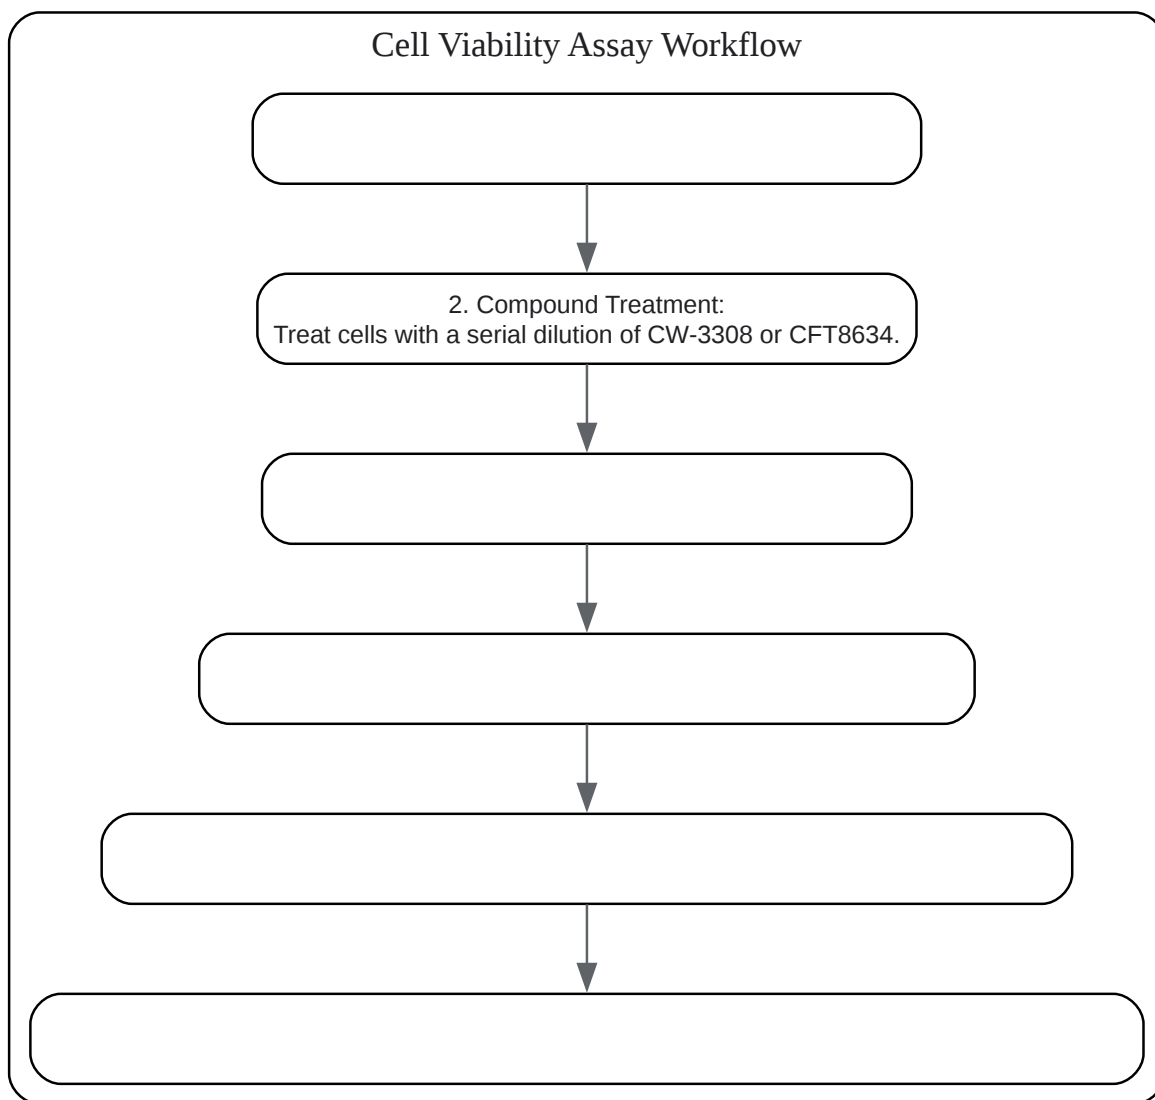 Cell Viability Assay Workflow
2. Compound Treatment:
Treat cells with a serial dilution of CW-3308 or CFT8634.